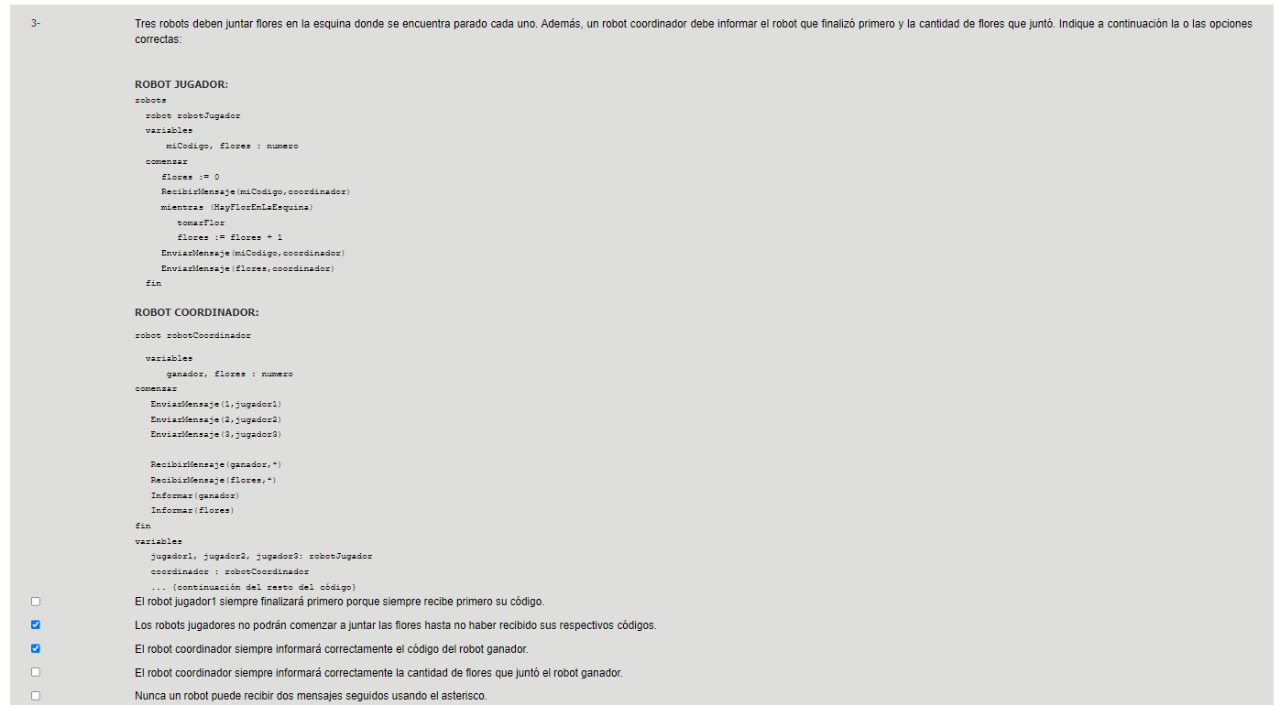 3- Tres robots deben juntar flores en la esquina donde se encuentra parado cada uno. Además, un robot coordinador debe informar el robot que finalizó primero y la cantidad de flores que juntó. Indique a continuación la o las opciones
correctas:
ROBOT JUGADOR:
robots
robot robotJugador
variables
miCodigo, flores : numero
comenzar
flores := 0
RecibirMensaje(miCodigo,coordinador)
mientras (HayFlorEnLaEsquina)
tomarFlor
flores := flores + 1
EnviarMensaje(miCodigo,coordinador)
EnviarMensaje(flores,coordinador)
fin
ROBOT COORDINADOR:
robot robotCoordinador
variables
ganador, flores : numero
comenzar
EnviarMensaje(1,jugador1)
EnviarMensaje(2,jugador2)
EnviarMensaje(3,jugador3)
RecibirMensaje(ganador,*)
RecibirMensaje(flores,*)
Informar(ganador)
Informar(flores)
fin
variables
jugador1, jugador2, jugador3: robotJugador
coordinador : robotCoordinador
... (continuación del resto del código)
El robot jugador1 siempre finalizará primero porque siempre recibe primero su código.
Los robots jugadores no podrán comenzar a juntar las flores hasta no haber recibido sus respectivos códigos.
El robot coordinador siempre informará correctamente el código del robot ganador.
El robot coordinador siempre informará correctamente la cantidad de flores que juntó el robot ganador.
Nunca un robot puede recibir dos mensajes seguidos usando el asterisco.